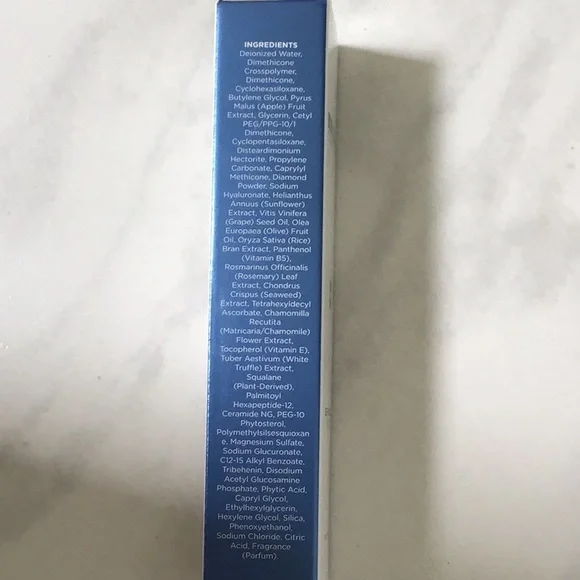 INGREDIENTS
Deionized Water,
Dimethicone
Crosspolymer,
Dimethicone,
Cyclohexasiloxane,
Butylene Glycol, Pyrus
Malus (Apple) Fruit
Extract, Glycerin, Cetyl
PEG/PPG-10/1
Dimethicone,
Cyclopentasiloxane,
Disteardimonium
Hectorite, Propylene
Carbonate, Caprylyl
Methicone, Diamond
Powder, Sodium
Hyaluronate, Helianthus
Annuus (Sunflower)
Extract, Vitis Vinifera
(Grape) Seed Oil, Olea
Europaea (Olive) Fruit
Oil, Oryza Sativa (Rice)
Bran Extract, Panthenol
(Vitamin B5),
Rosmarinus Officinalis
(Rosemary) Leaf
Extract, Chondrus
Crispus (Seaweed)
Extract, Tetrahexyldecyl
Ascorbate, Chamomilla
Recutita
(Matricaria/Chamomile)
Flower Extract,
Tocopherol (Vitamin E),
Tuber Aestivum (White
Truffle) Extract,
Squalane
(Plant-Derived),
Palmitoyl
Hexapeptide-12,
Ceramide NG, PEG-10
Phytosterol,
Polymethylsilsesquioxan
e, Magnesium Sulfate,
Sodium Glucuronate,
C12-15 Alkyl Benzoate,
Tribehenin, Disodium
Acetyl Glucosamine
Phosphate, Phytic Acid,
Capryl Glycol,
Ethylhexylglycerin,
Hexylene Glycol, Silica,
Phenoxyethanol,
Sodium Chloride, Citric
Acid, Fragrance
(Parfum).